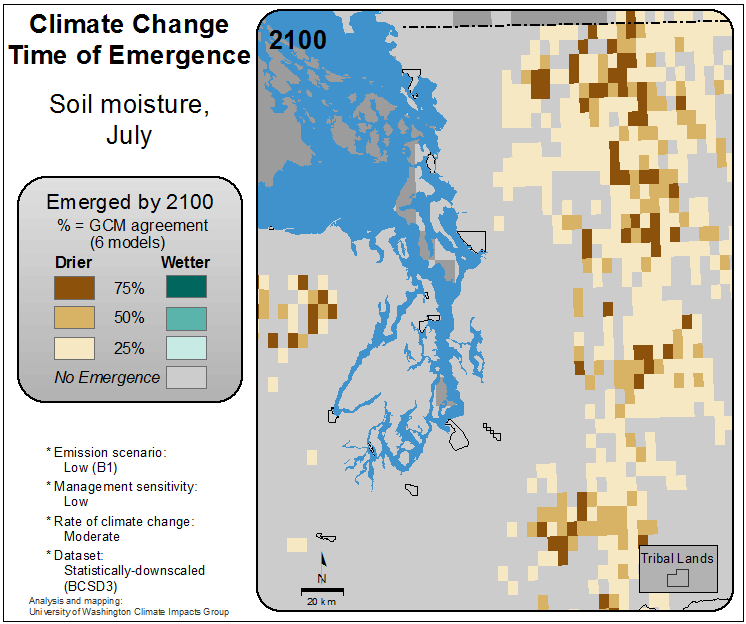 Climate Change
Time of Emergence
Soil moisture,
July
Emerged by 2100
% = GCM agreement
(6 models)
Drier Wetter
75%
50%
25%
No Emergence
* Emission scenario:
Low (B1)
* Management sensitivity:
Low
* Rate of climate change:
Moderate
* Dataset:
Statistically-downscaled
(BCSD3)
Analysis and mapping:
University of Washington Climate Impacts Group
2100
N
20 km
Tribal Lands